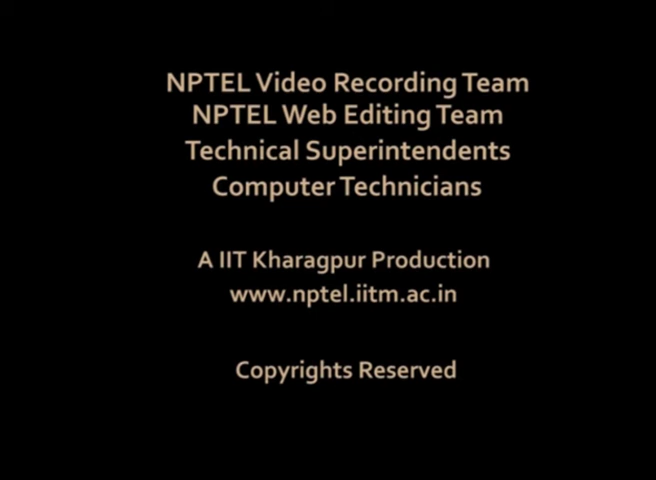 NPTEL Video Recording Team
NPTEL Web Editing Team
Technical Superintendents
Computer Technicians
A IIT Kharagpur Production
www.nptel.iitm.ac.in
Copyrights Reserved